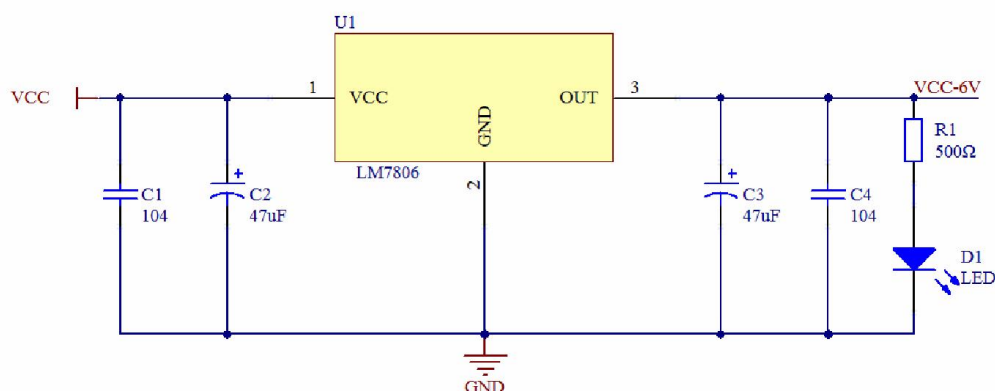 U1
VCC
1
VCC
OUT
3
VCC-6V
GND
2
LM7806
R1
500Ω
C1
104
C2
47uF
C3
47uF
C4
104
D1
LED
GND